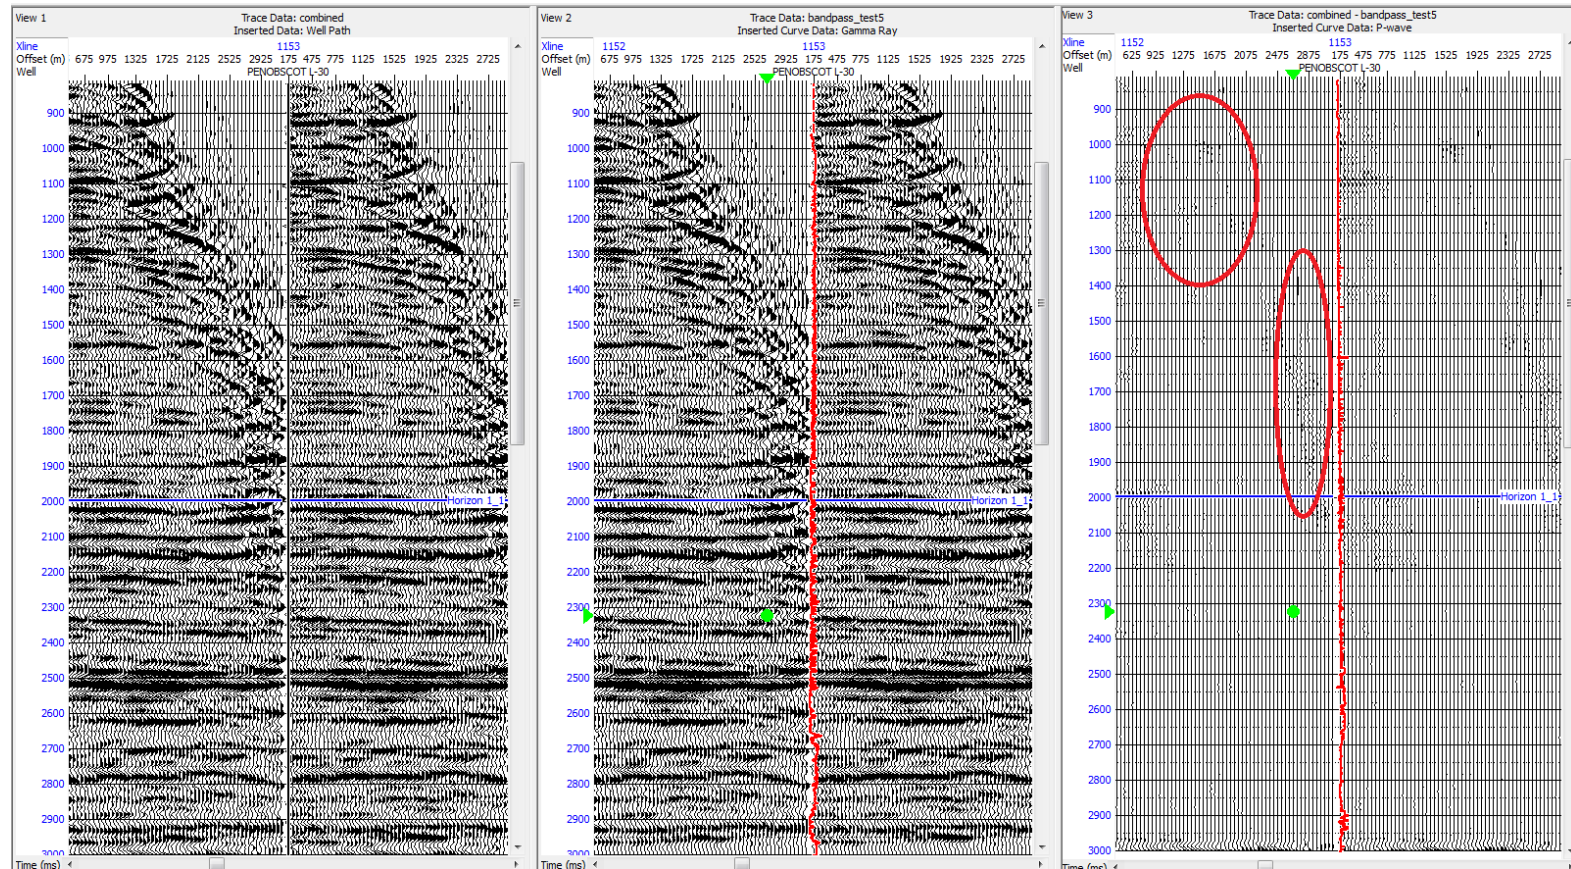 View 1
Trace Data: combined
Inserted Data: Well Path
Xline 1153
Offset (m) 675 975 1325 1725 2125 2525 2925 175 475 775 1125 1525 1925 2325 2725
Well PENOBSCOT L-30
900
1000
1100
1200
1300
1400
1500
1600
1700
1800
1900
2000 Horizon 1_1
2100
2200
2300
2400
2500
2600
2700
2800
2900
3000
Time (ms)
View 2
Trace Data: bandpass_test5
Inserted Curve Data: Gamma Ray
Xline 1152 1153
Offset (m) 675 975 1325 1725 2125 2525 2925 175 475 775 1125 1525 1925 2325 2725
Well PENOBSCOT L-30
900
1000
1100
1200
1300
1400
1500
1600
1700
1800
1900
2000 Horizon 1_1
2100
2200
2300
2400
2500
2600
2700
2800
2900
3000
Time (ms)
View 3
Trace Data: combined - bandpass_test5
Inserted Curve Data: P-wave
Xline 1152 1153
Offset (m) 625 925 1275 1675 2075 2475 2875 175 475 775 1125 1525 1925 2325 2725
Well PENOBSCOT L-30
900
1000
1100
1200
1300
1400
1500
1600
1700
1800
1900
2000 Horizon 1_1
2100
2200
2300
2400
2500
2600
2700
2800
2900
3000
Time (ms)